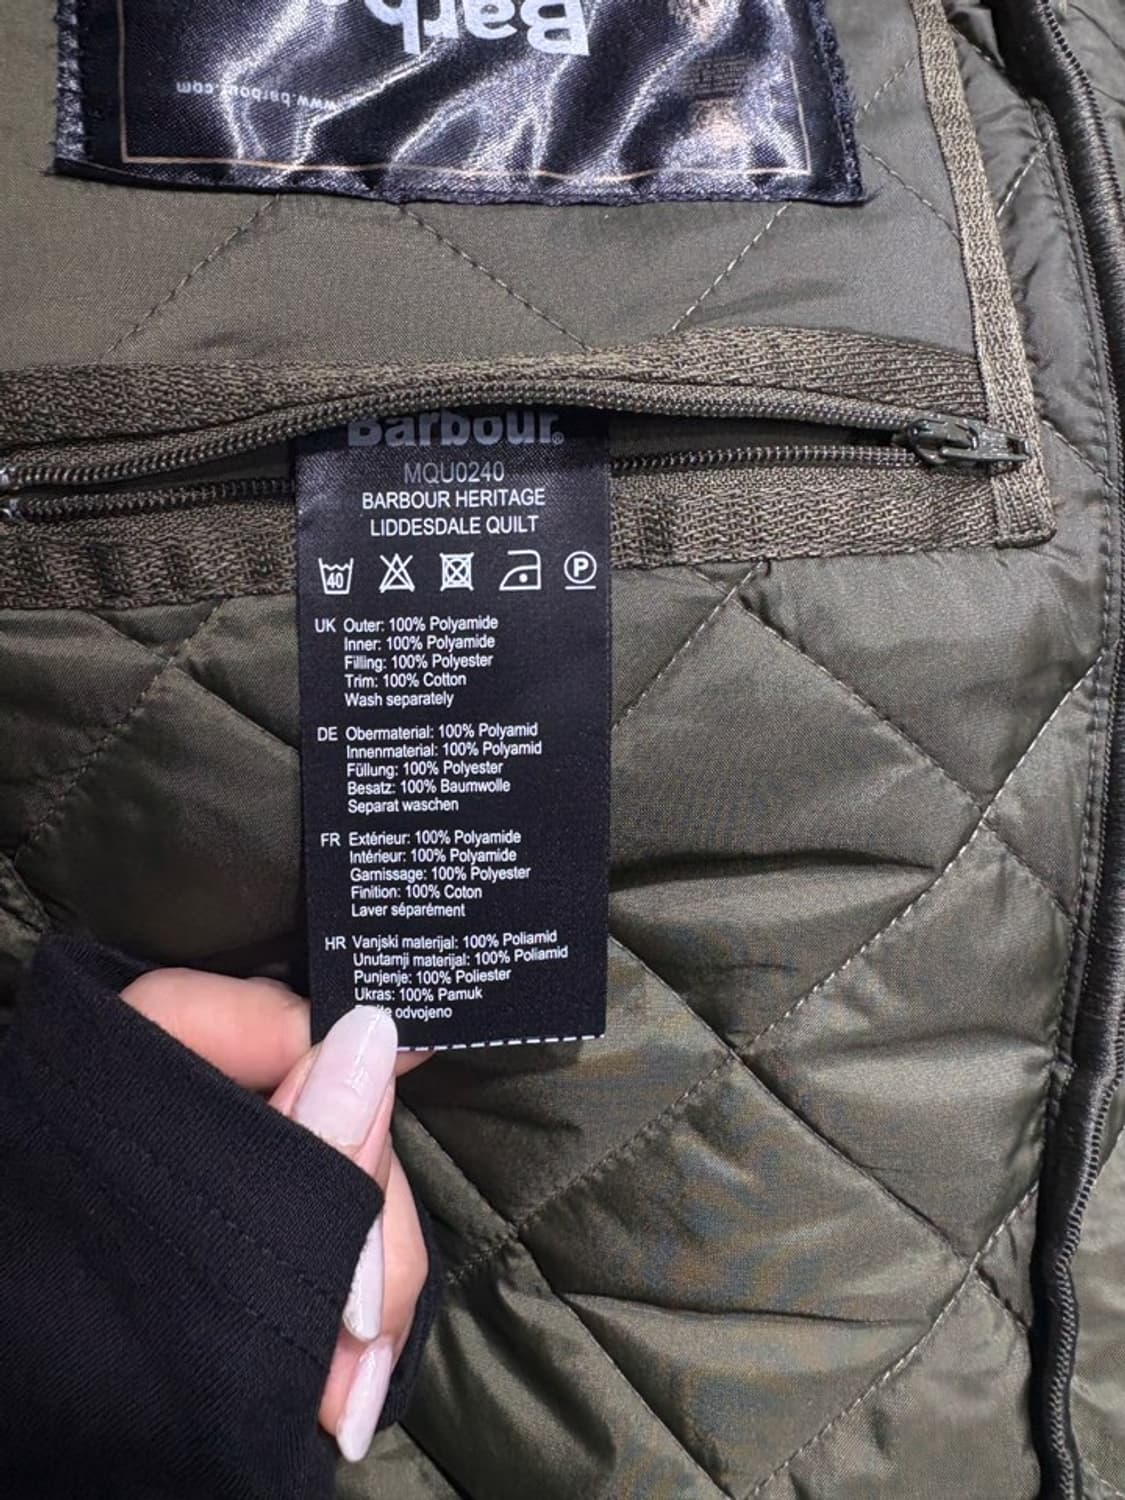 Barbour
www.barbour.com
Barbour®
MQU0240
BARBOUR HERITAGE
LIDDESDALE QUILT
40
P
UK Outer: 100% Polyamide
Inner: 100% Polyamide
Filling: 100% Polyester
Trim: 100% Cotton
Wash separately
DE Obermaterial: 100% Polyamid
Innenmaterial: 100% Polyamid
Füllung: 100% Polyester
Besatz: 100% Baumwolle
Separat waschen
FR Extérieur: 100% Polyamide
Intérieur: 100% Polyamide
Garnissage: 100% Polyester
Finition: 100% Coton
Laver séparément
HR Vanjski materijal: 100% Poliamid
Unutarnji materijal: 100% Poliamid
Punjenje: 100% Poliester
Ukras: 100% Pamuk
odvojeno